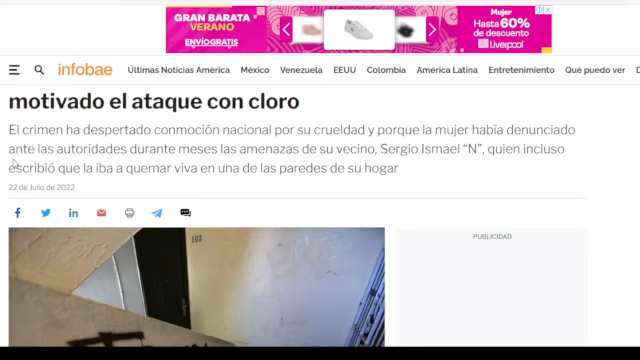 GRAN BARATA
VERANO
ENVÍO GRATIS
Mujer
Hasta 60%
de descuento
Liverpool
infobae
Últimas Noticias América
México
Venezuela
EEUU
Colombia
América Latina
Entretenimiento
Qué puedo ver
D
motivado el ataque con cloro
El crimen ha despertado conmoción nacional por su crueldad y porque la mujer había denunciado
ante las autoridades durante meses las amenazas de su vecino, Sergio Ismael “N”, quien incluso
escribió que la iba a quemar viva en una de las paredes de su hogar
22 de Julio de 2022
103
PUBLICIDAD